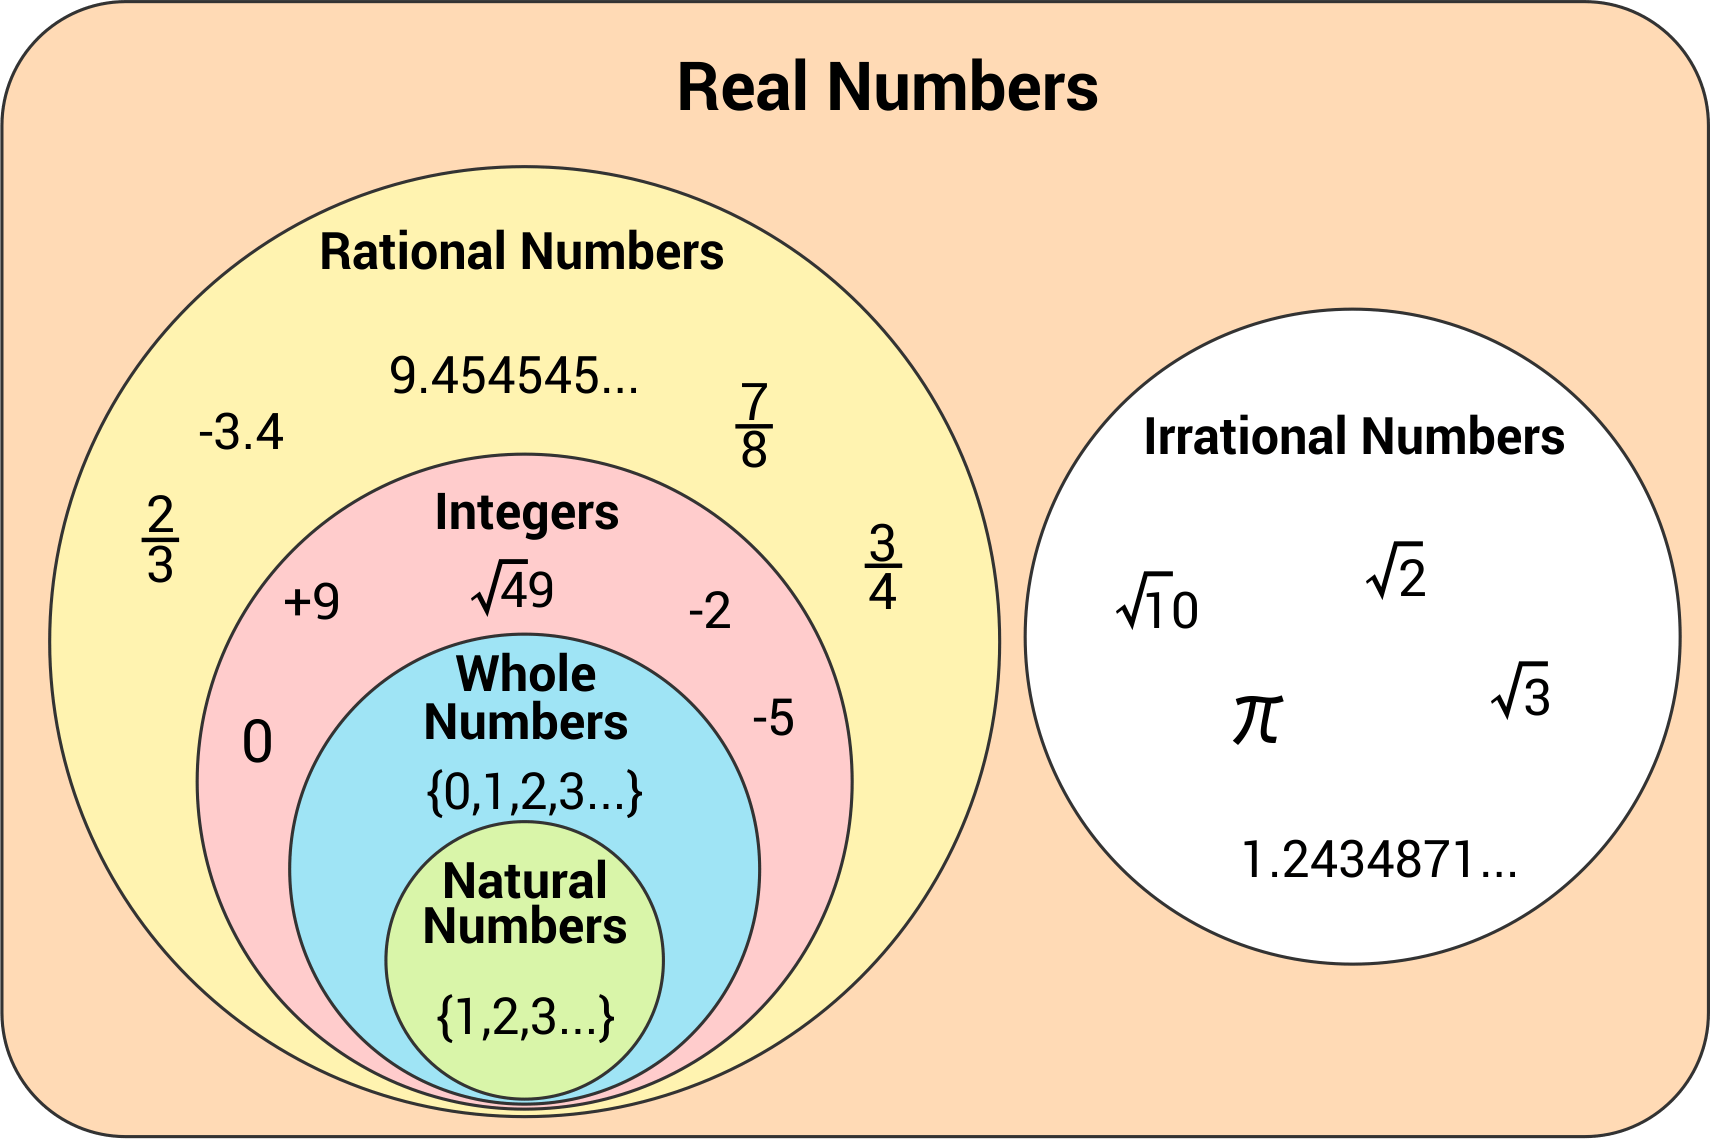 Real Numbers
Rational Numbers
9.454545...
-3.4
7
8
2
3
3
4
Integers
+9
√49
-2
0
-5
Whole
Numbers
{0,1,2,3...}
Natural
Numbers
{1,2,3...}
Irrational Numbers
√10
√2
π
√3
1.2434871...